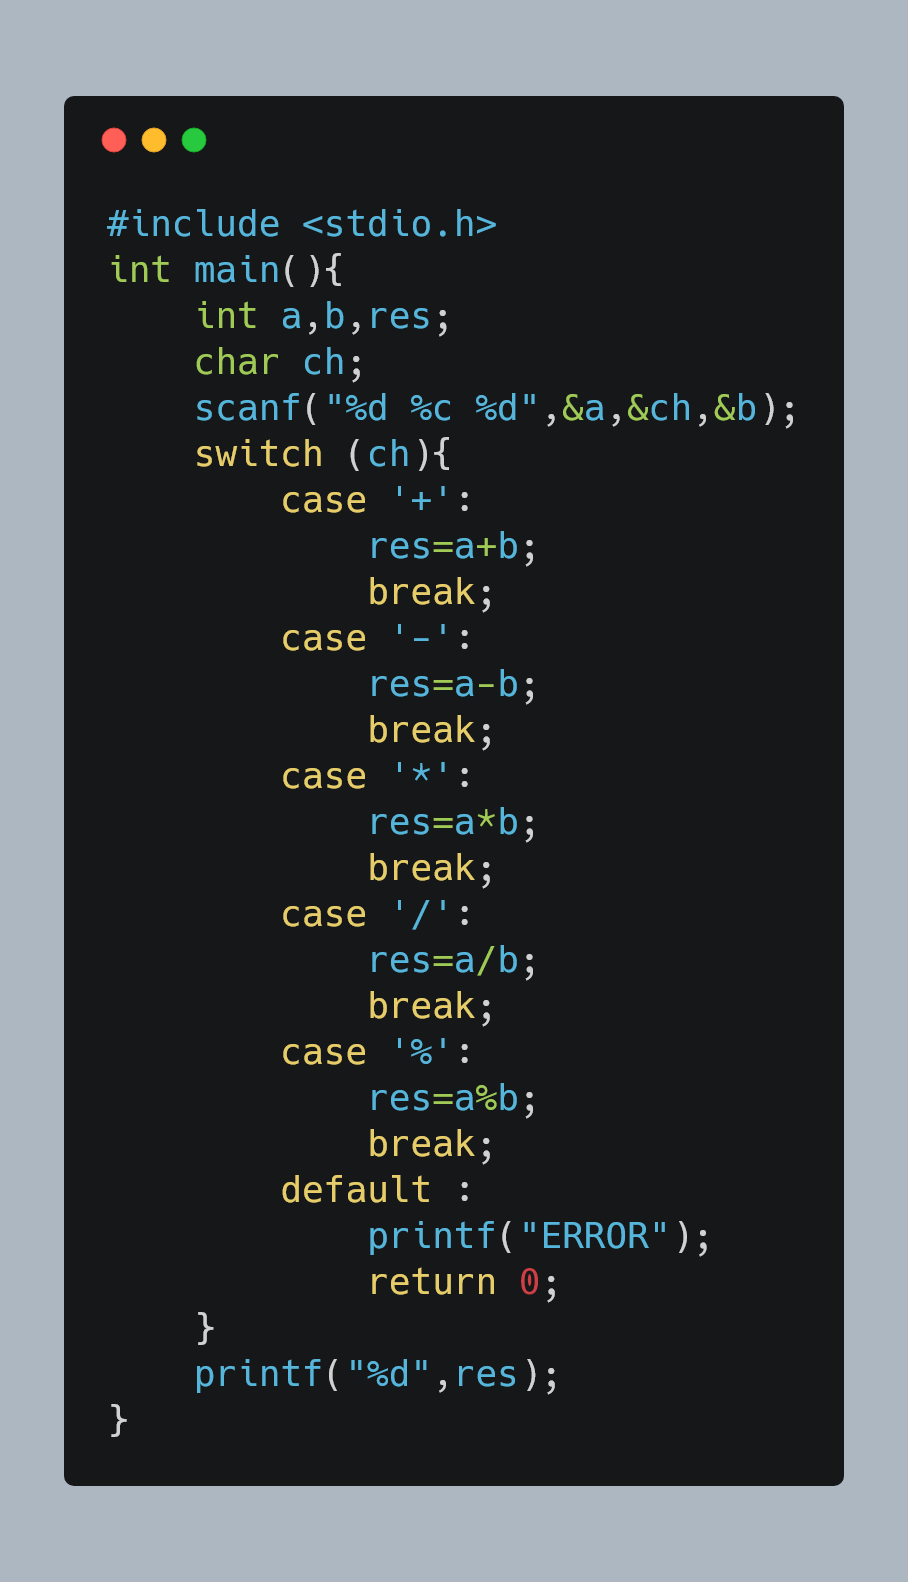 #include <stdio.h>
int main(){
    int a,b,res;
    char ch;
    scanf("%d %c %d",&a,&ch,&b);
    switch (ch){
        case '+':
            res=a+b;
            break;
        case '-':
            res=a-b;
            break;
        case '*':
            res=a*b;
            break;
        case '/':
            res=a/b;
            break;
        case '%':
            res=a%b;
            break;
        default :
            printf("ERROR");
            return 0;
    }
    printf("%d",res);
}